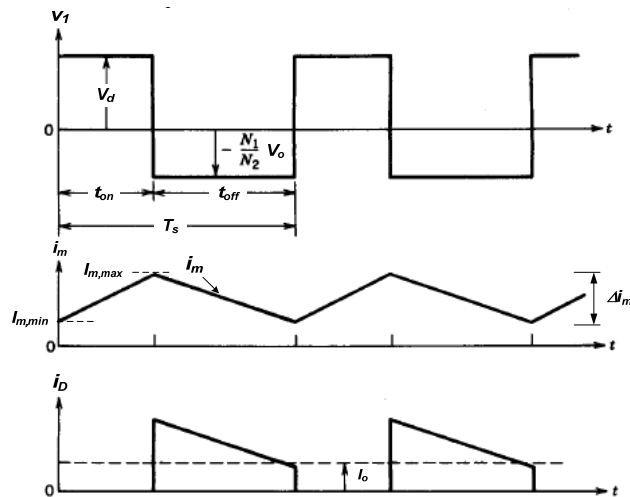 v1
Vd
0
t
− N1/N2 Vo
ton
toff
Ts
im
Im,max
im
Im,min
Δim
0
t
iD
Io
0
t